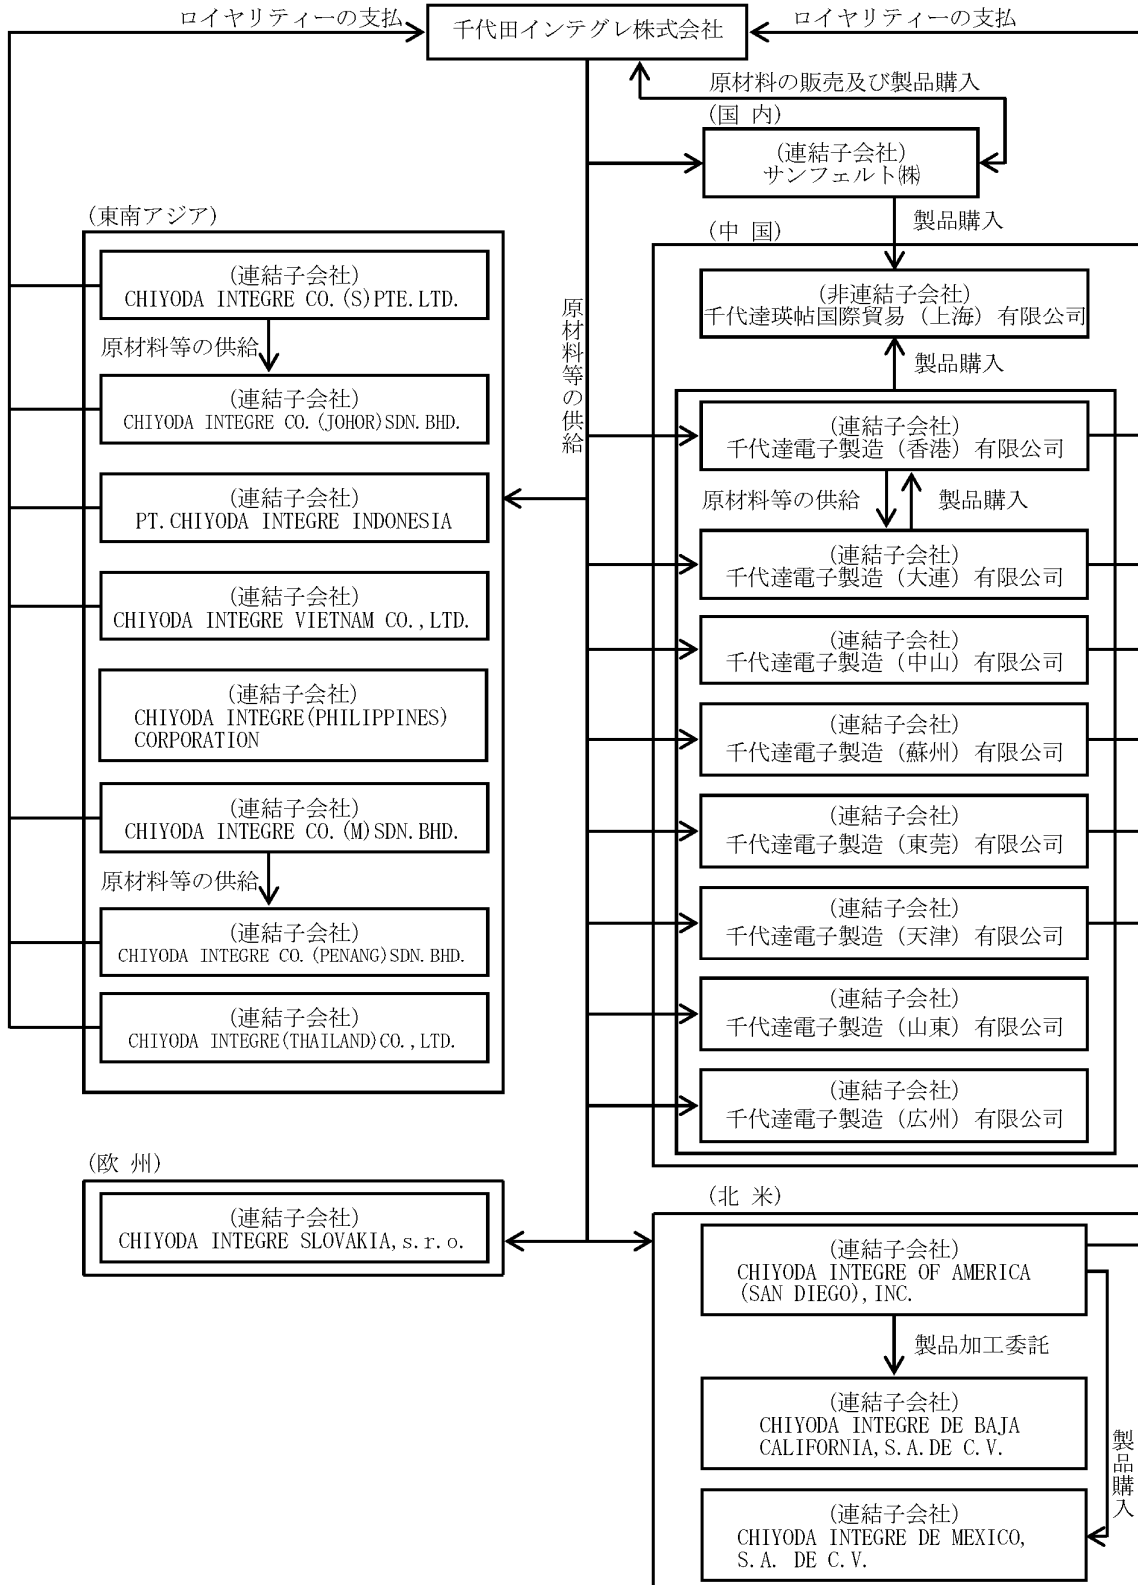 ロイヤリティーの支払
千代田インテグレ株式会社
ロイヤリティーの支払
原材料の販売及び製品購入
(国 内)
(連結子会社)
サンフェルト㈱
製品購入
(東南アジア)
(連結子会社)
CHIYODA INTEGRE CO.(S)PTE.LTD.
原材料等の供給
(連結子会社)
CHIYODA INTEGRE CO.(JOHOR)SDN.BHD.
(連結子会社)
PT.CHIYODA INTEGRE INDONESIA
(連結子会社)
CHIYODA INTEGRE VIETNAM CO.,LTD.
(連結子会社)
CHIYODA INTEGRE(PHILIPPINES)
CORPORATION
(連結子会社)
CHIYODA INTEGRE CO.(M)SDN.BHD.
原材料等の供給
(連結子会社)
CHIYODA INTEGRE CO.(PENANG)SDN.BHD.
(連結子会社)
CHIYODA INTEGRE(THAILAND)CO.,LTD.
原材料等の供給
(中 国)
(非連結子会社)
千代達瑛帖国際貿易（上海）有限公司
製品購入
(連結子会社)
千代達電子製造（香港）有限公司
原材料等の供給
製品購入
(連結子会社)
千代達電子製造（大連）有限公司
(連結子会社)
千代達電子製造（中山）有限公司
(連結子会社)
千代達電子製造（蘇州）有限公司
(連結子会社)
千代達電子製造（東莞）有限公司
(連結子会社)
千代達電子製造（天津）有限公司
(連結子会社)
千代達電子製造（山東）有限公司
(連結子会社)
千代達電子製造（広州）有限公司
(欧 州)
(連結子会社)
CHIYODA INTEGRE SLOVAKIA,s.r.o.
(北 米)
(連結子会社)
CHIYODA INTEGRE OF AMERICA
(SAN DIEGO),INC.
製品加工委託
(連結子会社)
CHIYODA INTEGRE DE BAJA
CALIFORNIA,S.A.DE C.V.
製品購入
(連結子会社)
CHIYODA INTEGRE DE MEXICO,
S.A. DE C.V.